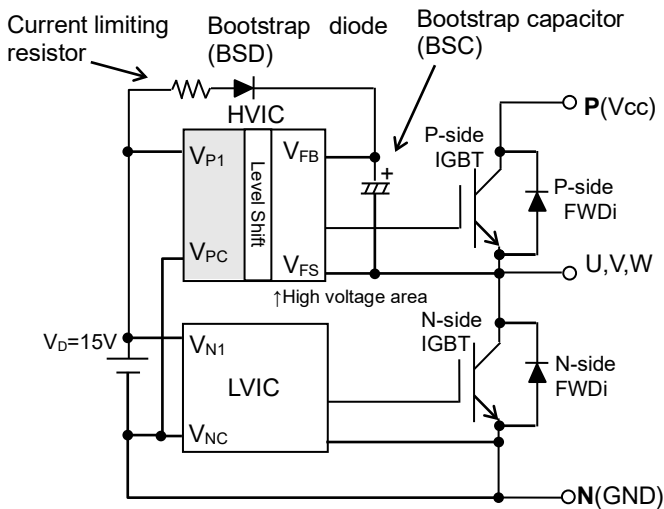 Current limiting
resistor
Bootstrap diode
(BSD)
Bootstrap capacitor
(BSC)
HVIC
P(Vcc)
P-side
IGBT
VP1
VFB
Level Shift
+
P-side
FWDi
VPC
VFS
U,V,W
↑High voltage area
VD=15V
VN1
N-side
IGBT
LVIC
N-side
FWDi
VNC
N(GND)